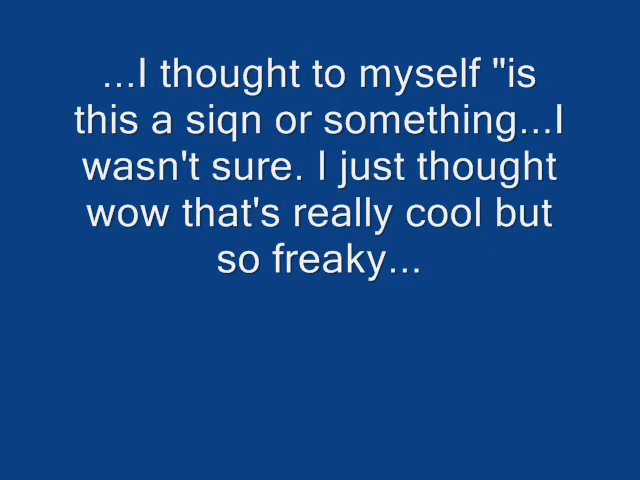 ...I thought to myself "is
this a siqn or something...I
wasn't sure. I just thought
wow that's really cool but
so freaky...